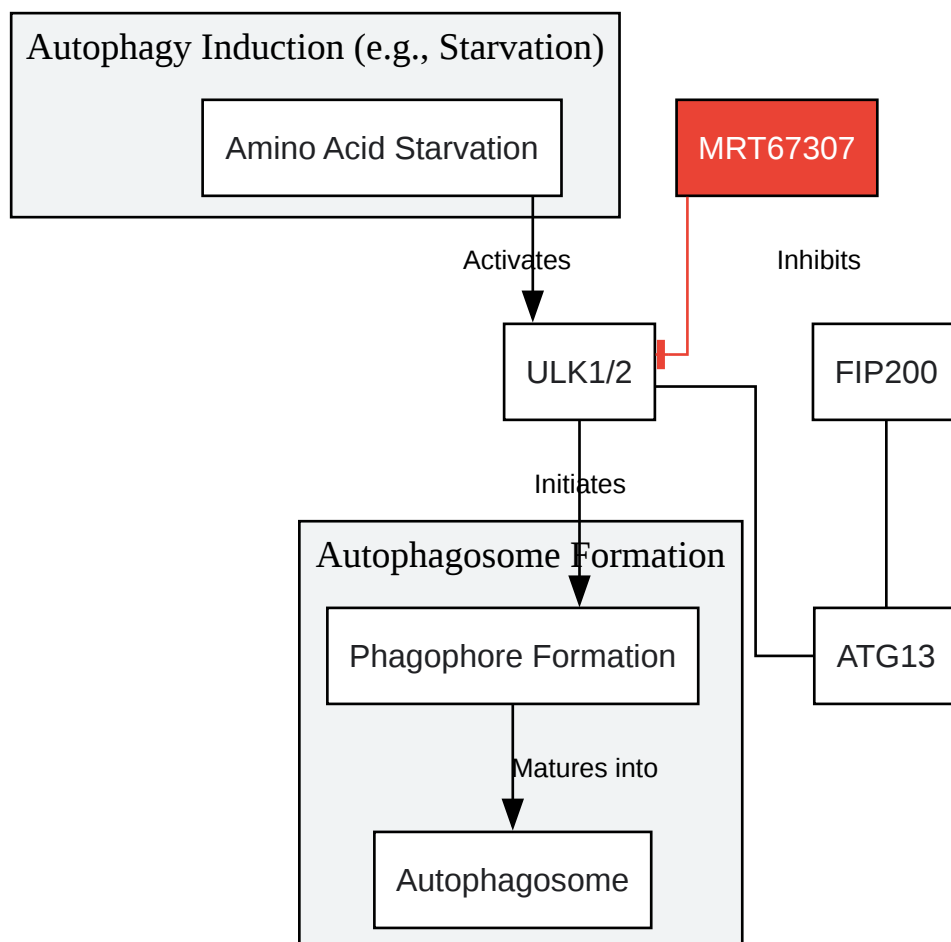 Autophagy Induction (e.g., Starvation)
Amino Acid Starvation
MRT67307
Activates
Inhibits
ULK1/2
FIP200
Initiates
Autophagosome Formation
Phagophore Formation
ATG13
Matures into
Autophagosome